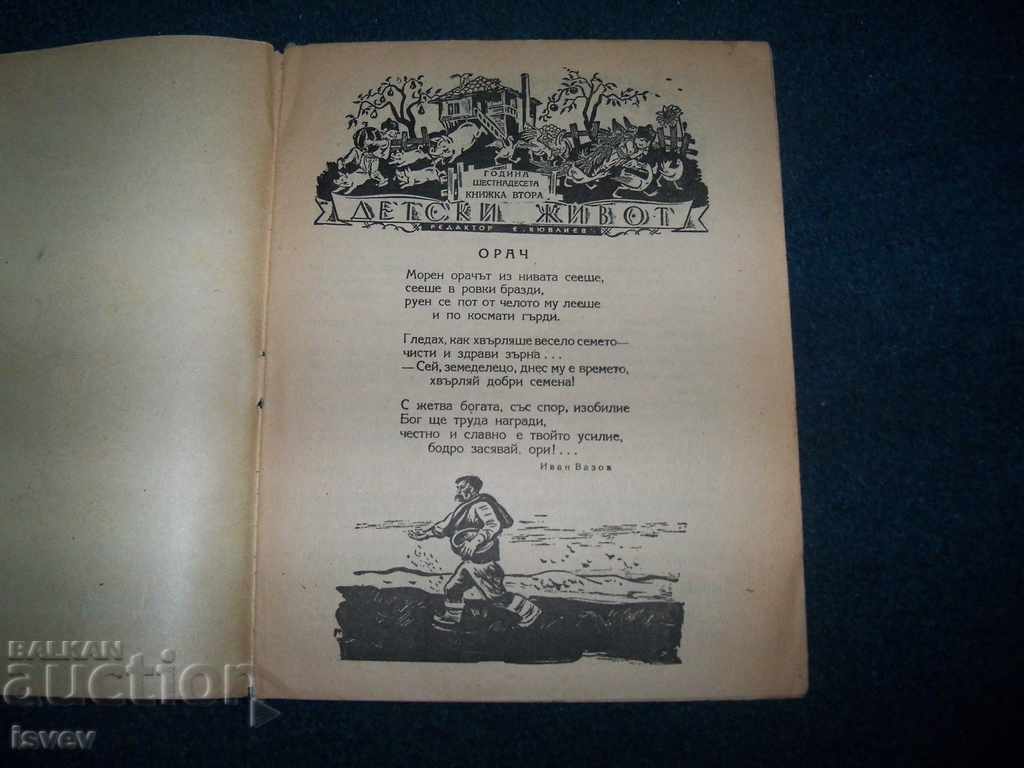 ГОДИНА
ШЕСТНАДЕСЕТА
КНИЖКА ВТОРА
ДЕТСКИ ЖИВОТ
РЕДАКТОР Е. КЮВЛИЕВ
ОРАЧ
Морен орачът из нивата сееше,
сееше в ровки бразди,
руен се пот от челото му лееше
и по космати гърди.
Гледах, как хвърляше весело семето—
чисти и здрави зърна...
— Сей, земеделецо, днес му е времето,
хвърляй добри семена!
С жетва богата, със спор, изобилие
Бог ще труда награди,
честно и славно е твойто усилие,
бодро засявай, ори!...
Иван Вазов
BALKAN
auction
isvev